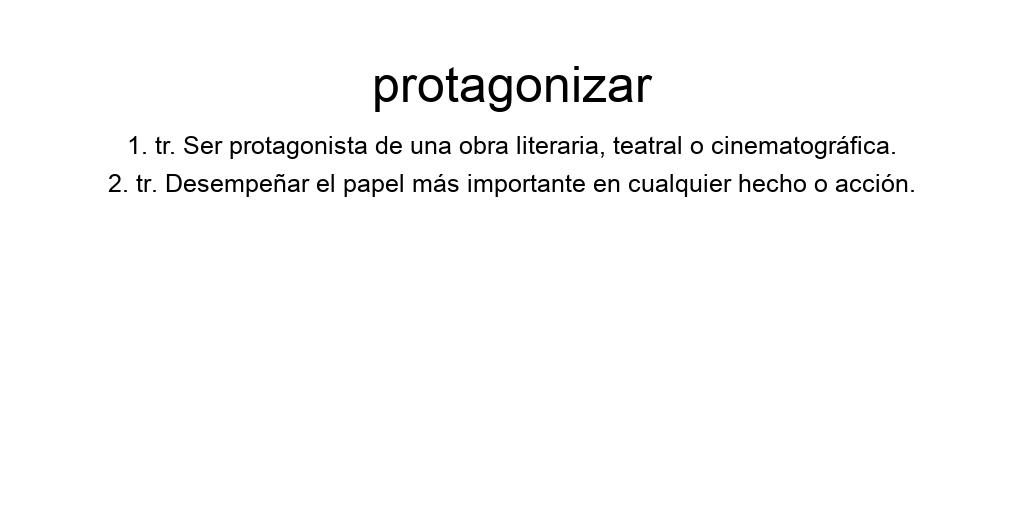 protagonizar
1. tr. Ser protagonista de una obra literaria, teatral o cinematográfica.
2. tr. Desempeñar el papel más importante en cualquier hecho o acción.